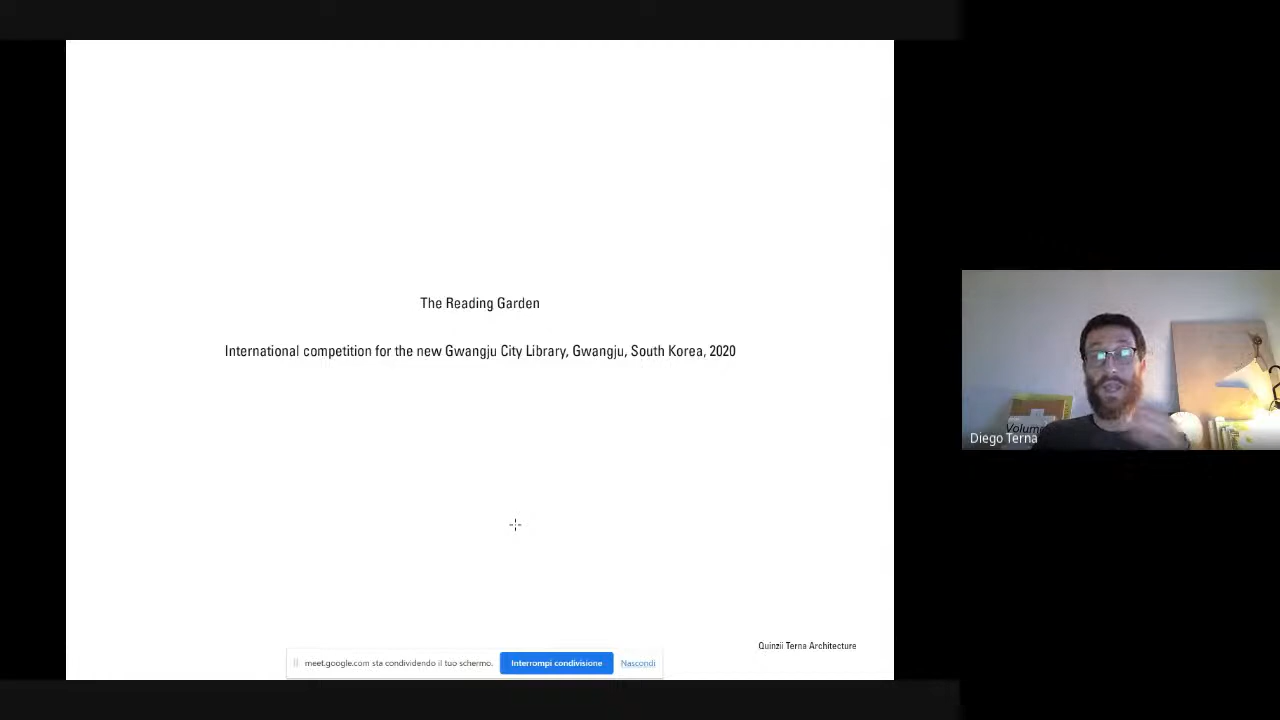 The Reading Garden
International competition for the new Gwangju City Library, Gwangju, South Korea, 2020
Quinzii Terna Architecture
meet.google.com sta condividendo il tuo schermo.
Interrompi condivisione
Nascondi
Volume
Diego Terna